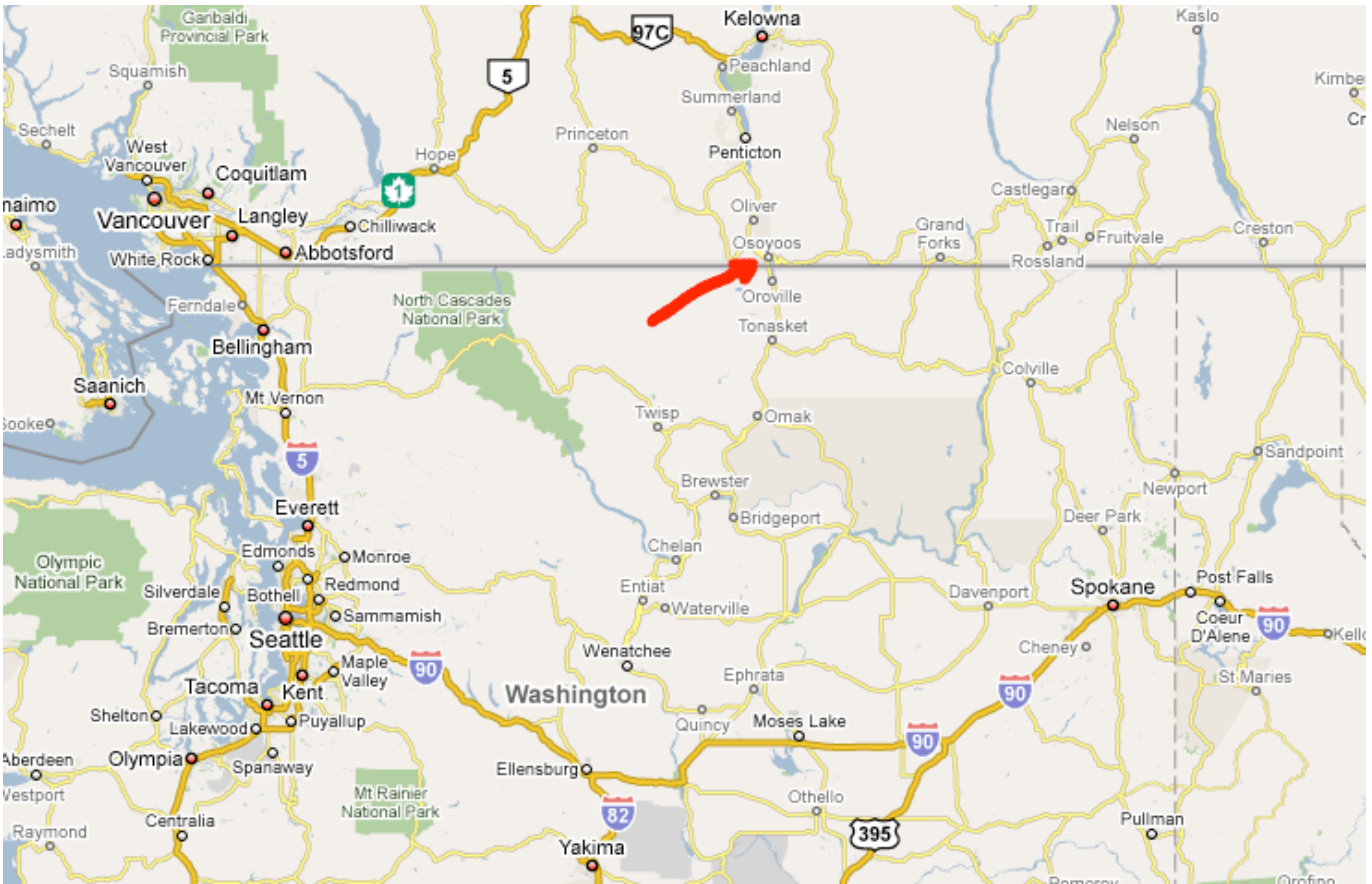 Garibaldi
Provincial Park
Kelowna
Kaslo
97C
5
Peachland
Squamish
Summerland
Kimbe
Cr
Sechelt
West
Vancouver
Coquitlam
Hope
Princeton
Penticton
Nelson
1
Castlegar
naimo
Vancouver
Langley
Chilliwack
Oliver
Grand
Forks
Trail
Fruitvale
Creston
Ladysmith
White Rock
Abbotsford
Osoyoos
Rossland
Ferndale
North Cascades
National Park
Oroville
Tonasket
Bellingham
Colville
Saanich
Mt Vernon
Twisp
Omak
Sooke
5
Sandpoint
Brewster
Newport
Everett
Bridgeport
Deer Park
Olympic
National Park
Edmonds
Monroe
Chelan
Silverdale
Bothell
Redmond
Entiat
Waterville
Davenport
Spokane
Post Falls
Bremerton
Sammamish
Coeur
D'Alene
90
Kello
Seattle
Wenatchee
Cheney
Maple
Valley
90
Ephrata
St Maries
Tacoma
Kent
Washington
90
Shelton
Lakewood
Puyallup
Quincy
Moses Lake
90
Olympia
Spanaway
Ellensburg
Aberdeen
Westport
Mt Rainier
National Park
82
Othello
Raymond
Centralia
395
Pullman
Yakima
Pomeroy
Orofino